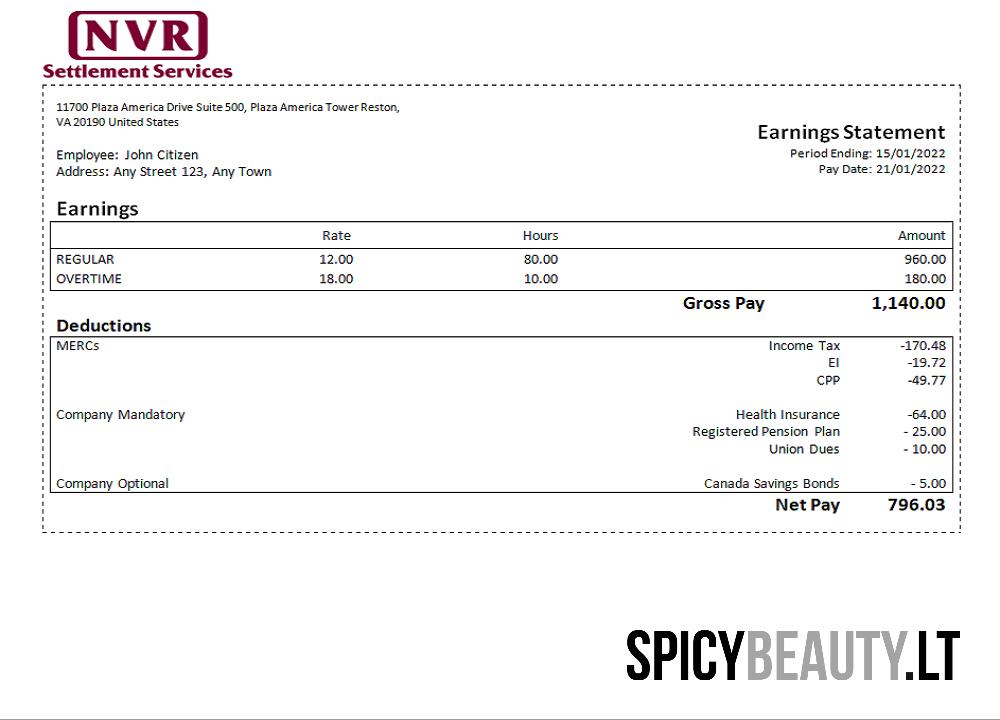 NVR
Settlement Services
11700 Plaza America Drive Suite 500, Plaza America Tower Reston,
VA 20190 United States
Earnings Statement
Period Ending: 15/01/2022
Pay Date: 21/01/2022
Employee: John Citizen
Address: Any Street 123, Any Town
Earnings
Rate Hours Amount
REGULAR 12.00 80.00 960.00
OVERTIME 18.00 10.00 180.00
Gross Pay 1,140.00
Deductions
MERCs Income Tax -170.48
EI -19.72
CPP -49.77
Company Mandatory Health Insurance -64.00
Registered Pension Plan - 25.00
Union Dues - 10.00
Company Optional Canada Savings Bonds - 5.00
Net Pay 796.03
SPICYBEAUTY.LT